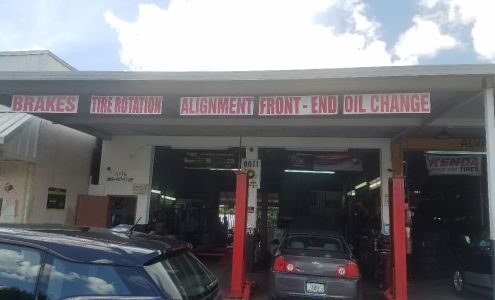 BRAKES
TIRE ROTATION
ALIGNMENT
FRONT - END
OIL CHANGE
KENDA
TIRES